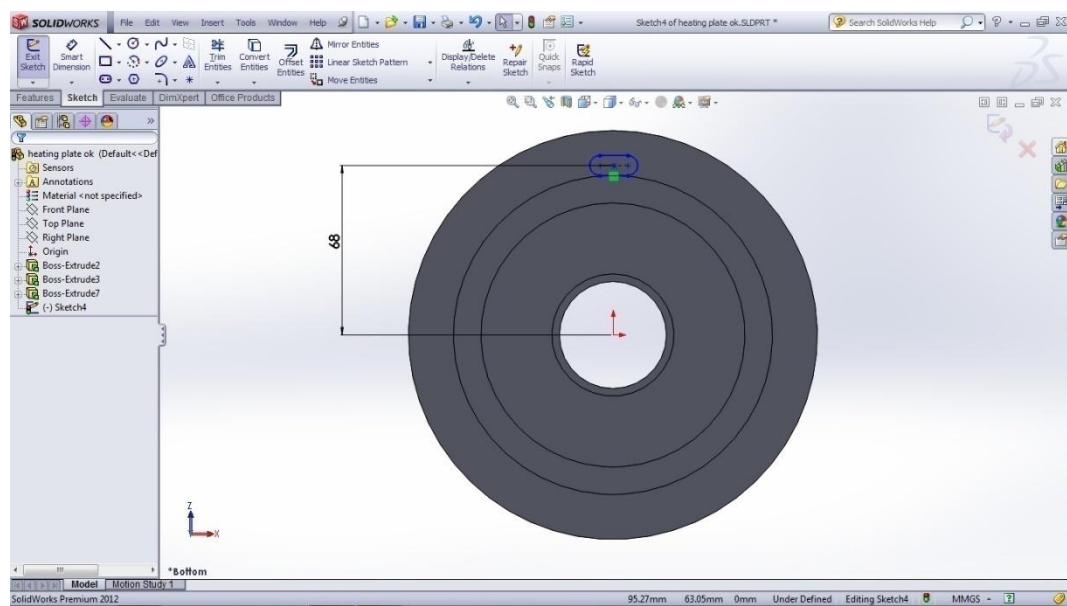 SOLIDWORKS File Edit View Insert Tools Window Help Sketch4 of heating plate ok.SLDPRT * Search SolidWorks Help
Exit Sketch
Smart Dimension
Trim Entities
Convert Entities
Offset Entities
Mirror Entities
Linear Sketch Pattern
Move Entities
Display/Delete Relations
Repair Sketch
Quick Snaps
Rapid Sketch
Features Sketch Evaluate DimXpert Office Products
heating plate ok (Default<<Def
Sensors
Annotations
Material <not specified>
Front Plane
Top Plane
Right Plane
Origin
Boss-Extrude2
Boss-Extrude3
Boss-Extrude7
(-) Sketch4
68
Z
X
*Bottom
Model Motion Study 1
SolidWorks Premium 2012 95.27mm 63.05mm 0mm Under Defined Editing Sketch4 MMGS -